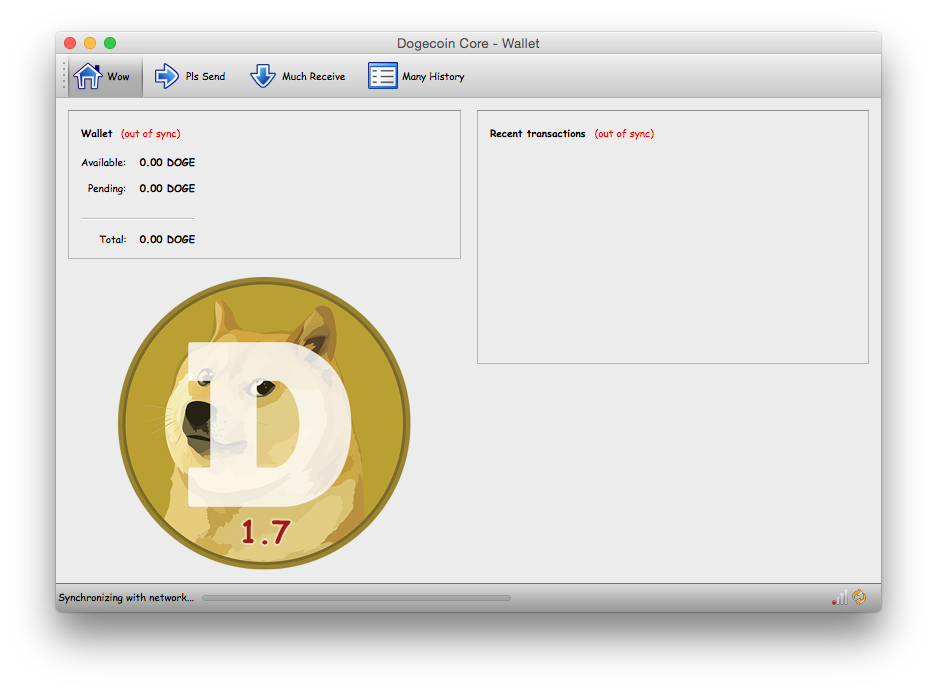 Dogecoin Core - Wallet
Wow Pls Send Much Receive Many History
Wallet (out of sync)
Available: 0.00 DOGE
Pending: 0.00 DOGE
Total: 0.00 DOGE
Recent transactions (out of sync)
D
1.7
Synchronizing with network...